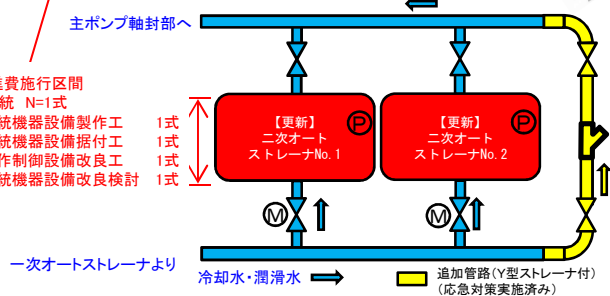 主ポンプ軸封部へ
費施行区間
統 N=1式
統機器設備製作工 1式
統機器設備据付工 1式
作制御設備改良工 1式
統機器設備改良検討 1式
【更新】
二次オート
ストレーナNo.1
P
【更新】
二次オート
ストレーナNo.2
P
M
M
一次オートストレーナより
冷却水・潤滑水
追加管路(Y型ストレーナ付)
(応急対策実施済み)